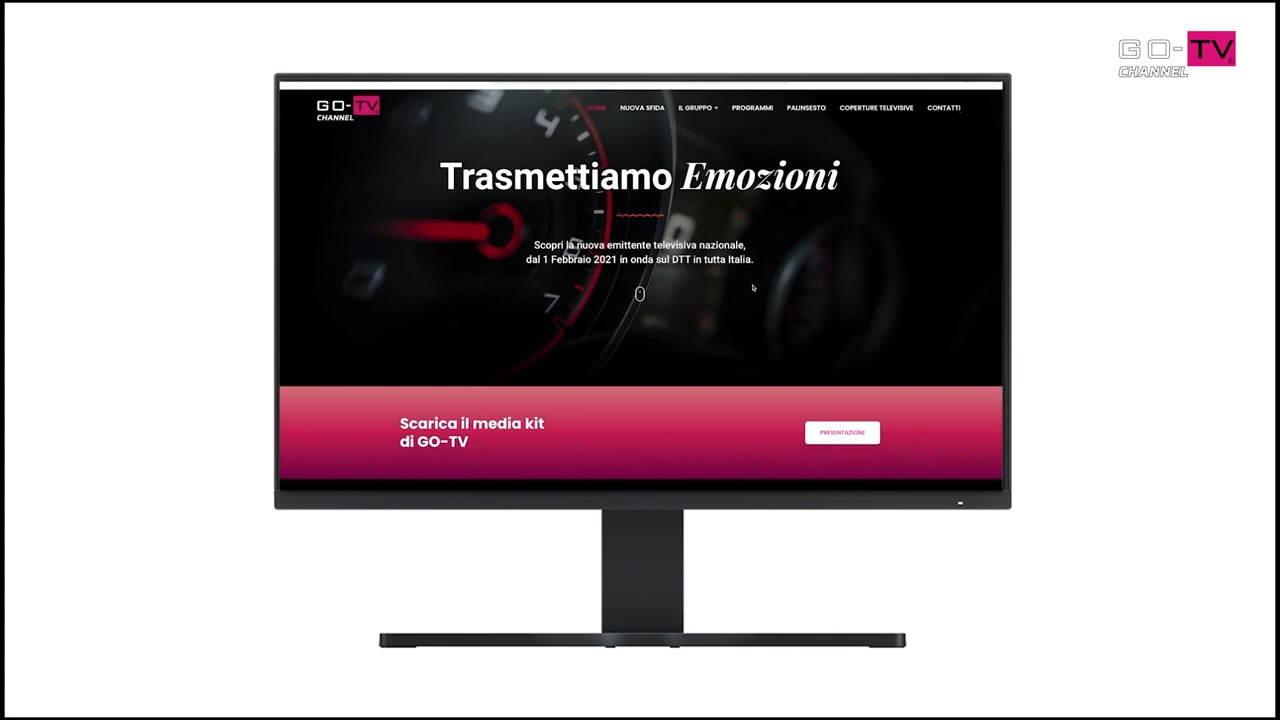 GO-TV
CHANNEL
GO-TV
CHANNEL
HOME NUOVA SFIDA IL GRUPPO PROGRAMMI PALINSESTO COPERTURE TELEVISIVE CONTATTI
4
Trasmettiamo Emozioni
Scopri la nuova emittente televisiva nazionale,
dal 1 Febbraio 2021 in onda sul DTT in tutta Italia.
7
Scarica il media kit
di GO-TV
PRESENTAZIONE